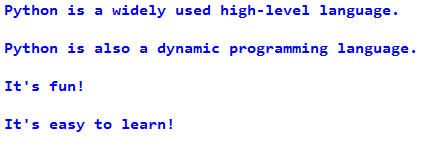 Python is a widely used high-level language.
Python is also a dynamic programming language.
It's fun!
It's easy to learn!